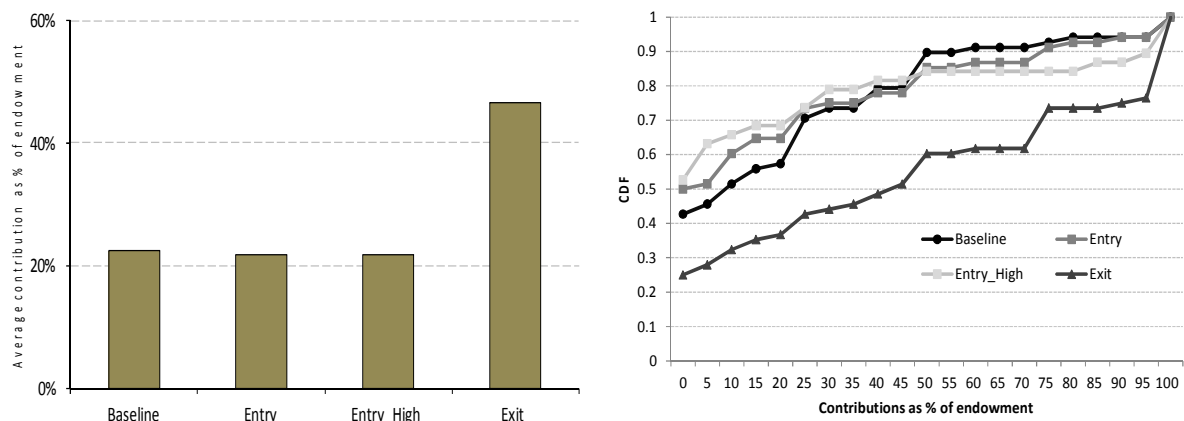 60%
40%
20%
0%
Average contribution as % of endowment
Baseline
Entry
Entry_High
Exit
1
0.9
0.8
0.7
0.6
0.5
0.4
0.3
0.2
0.1
0
CDF
Baseline
Entry
Entry_High
Exit
0 5 10 15 20 25 30 35 40 45 50 55 60 65 70 75 80 85 90 95 100
Contributions as % of endowment